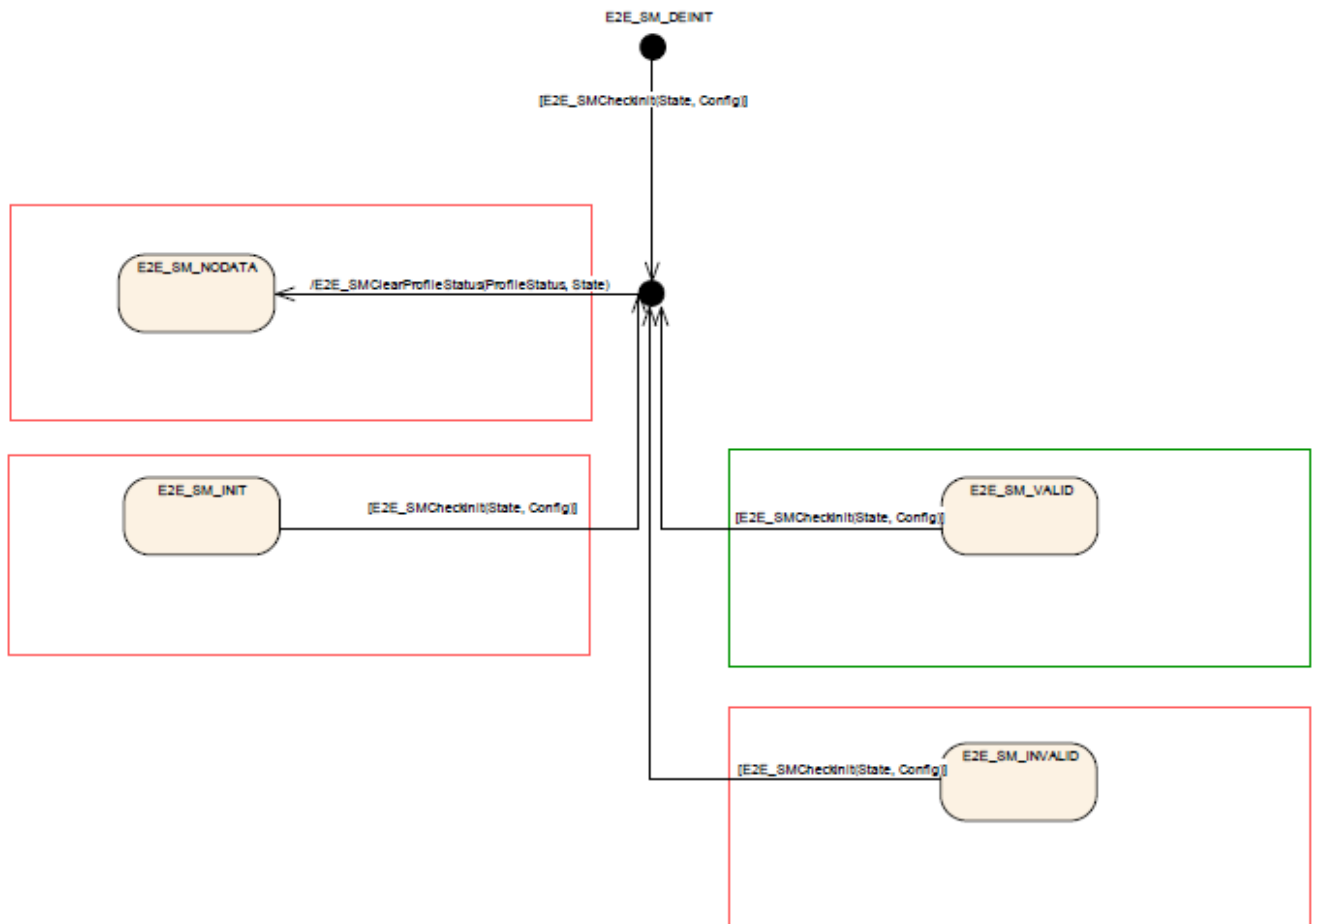 E2E_SM_DEINIT
[E2E_SMCheckInit(State, Config)]
E2E_SM_NODATA
/E2E_SMClearProfileStatus(ProfileStatus, State)
E2E_SM_INIT
[E2E_SMCheckInit(State, Config)]
E2E_SM_VALID
[E2E_SMCheckInit(State, Config)]
E2E_SM_INVALID
[E2E_SMCheckInit(State, Config)]